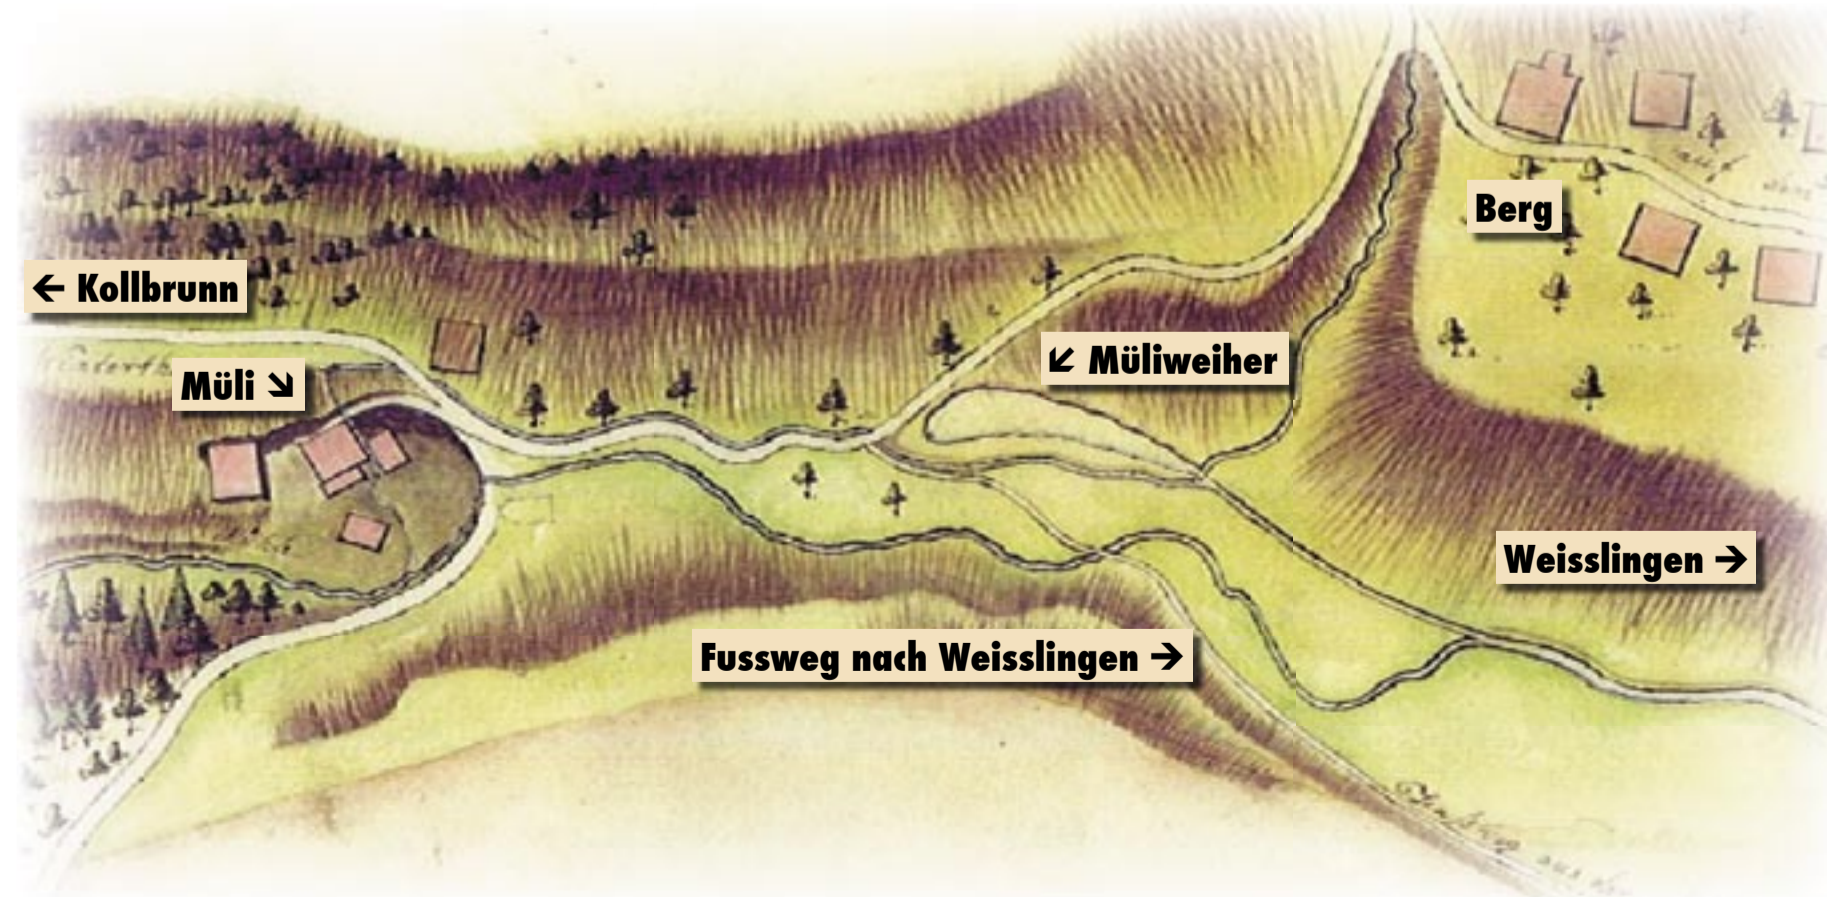 Berg
← Kollbrunn
↙ Müliweiher
Müli ↘
Weisslingen →
Fussweg nach Weisslingen →